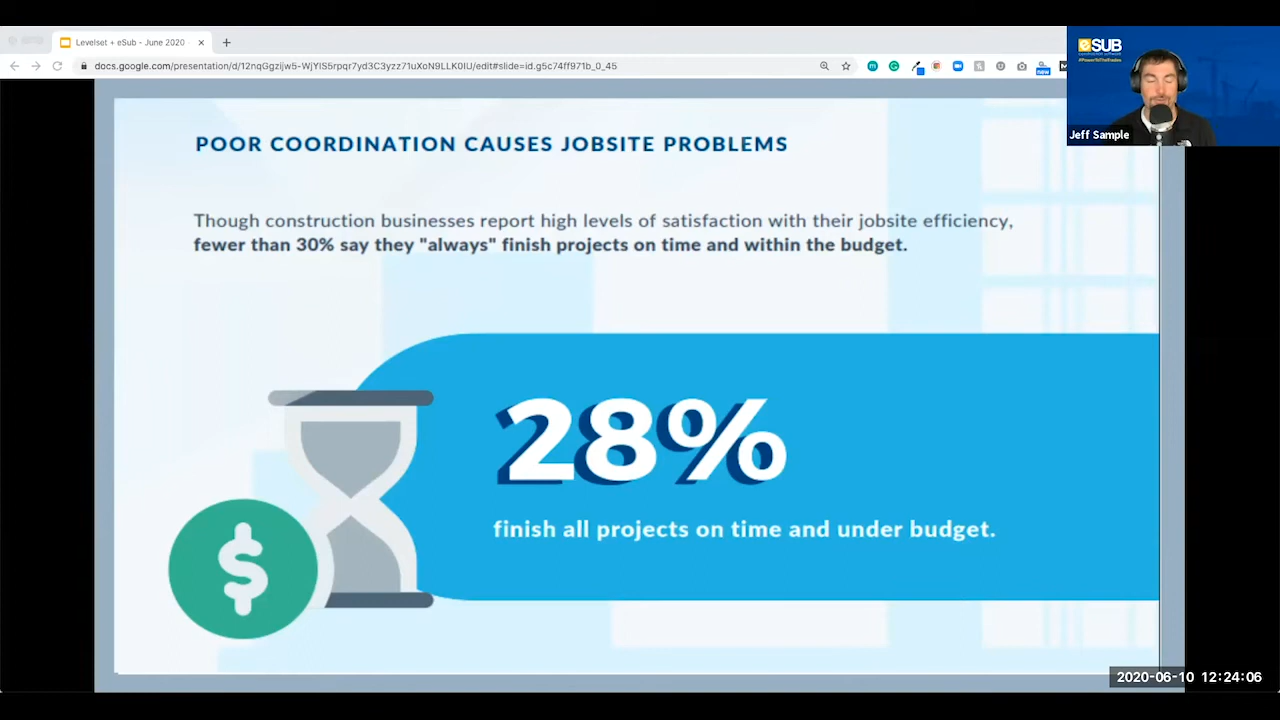 Levelset + eSub - June 2020
docs.google.com/presentation/d/12nqGgzijw5-WjYIS5rpqr7yd3C9yzz71uXoN9LLK0IU/edit#slide=id.g5c74ff971b_0_45
new
eSUB
#PowerToTheTrades
Jeff Sample
POOR COORDINATION CAUSES JOBSITE PROBLEMS
Though construction businesses report high levels of satisfaction with their jobsite efficiency,
fewer than 30% say they "always" finish projects on time and within the budget.
$
28%
finish all projects on time and under budget.
2020-06-10 12:24:06